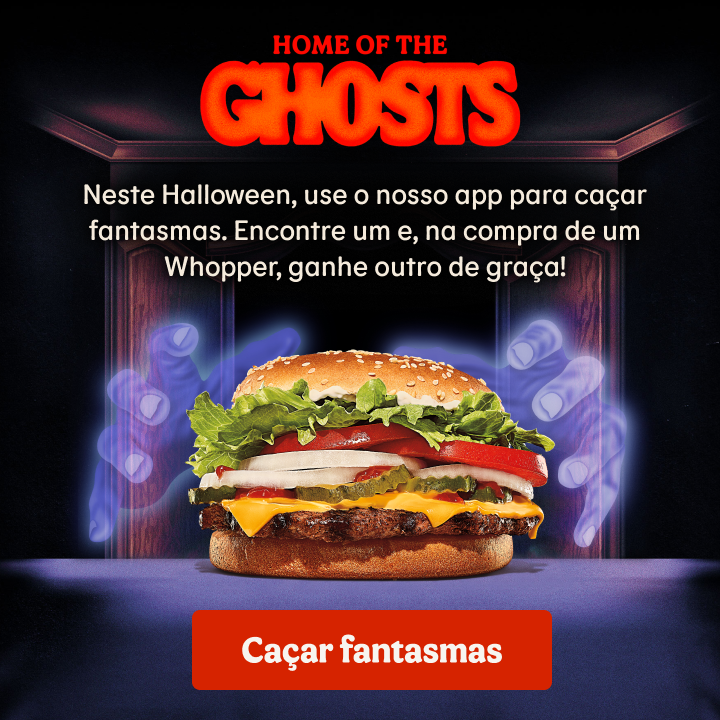 HOME OF THE
GHOSTS
Neste Halloween, use o nosso app para caçar
fantasmas. Encontre um e, na compra de um
Whopper, ganhe outro de graça!
Caçar fantasmas